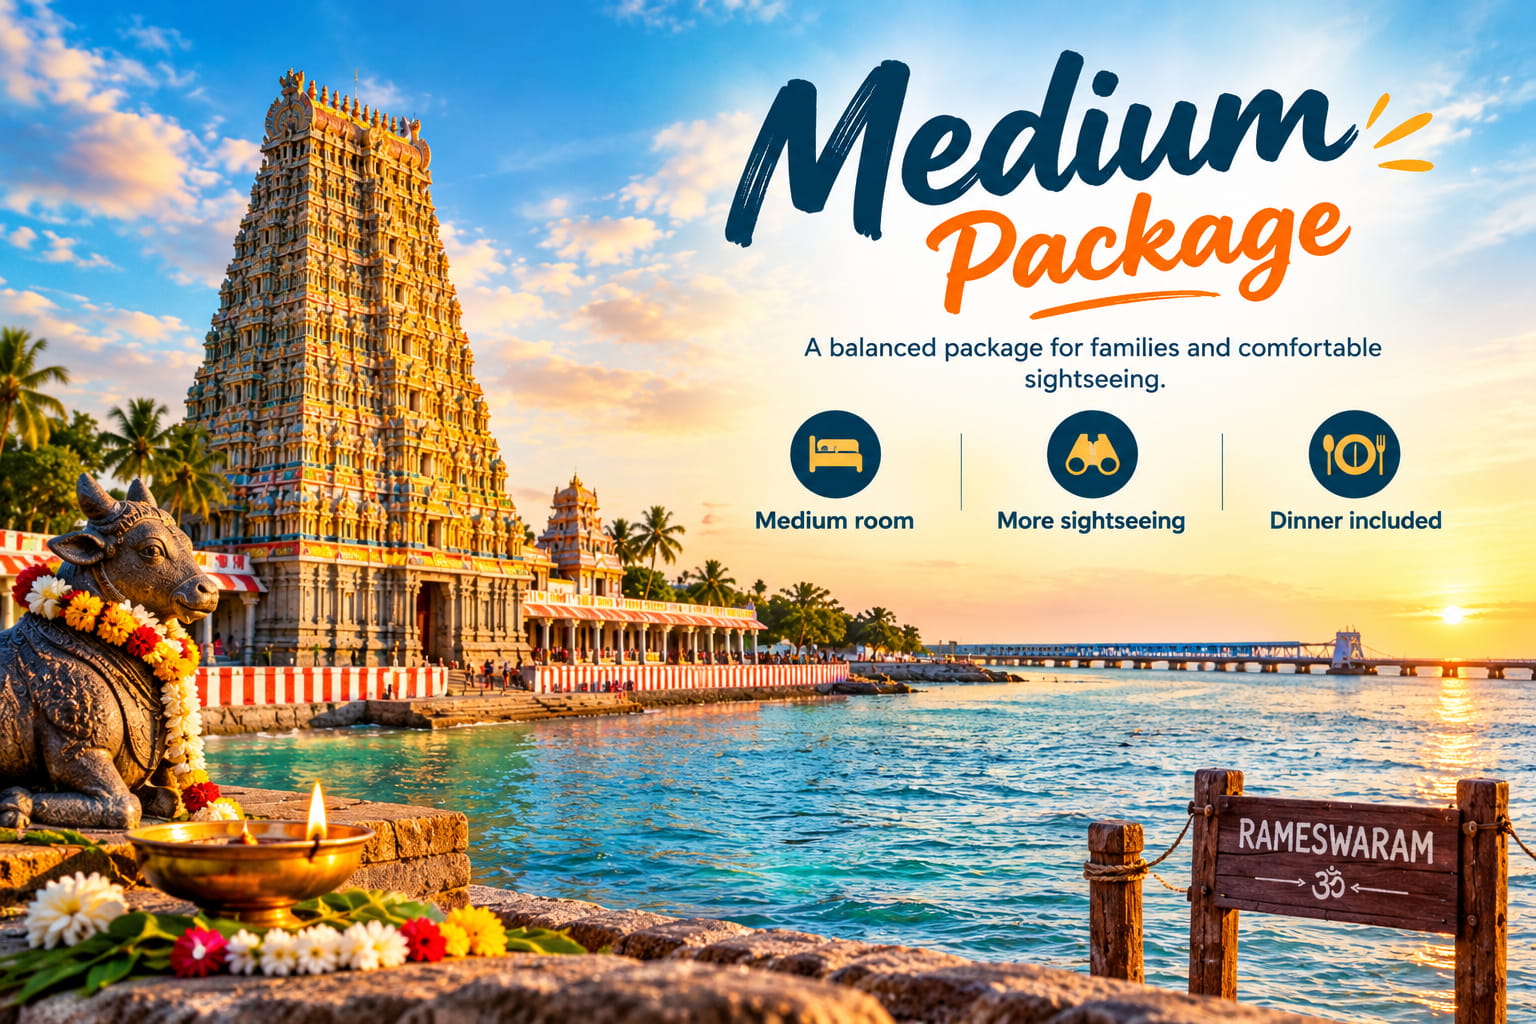 Medium
Package
A balanced package for families and comfortable
sightseeing.
Medium room
More sightseeing
Dinner included
RAMESWARAM
ॐ